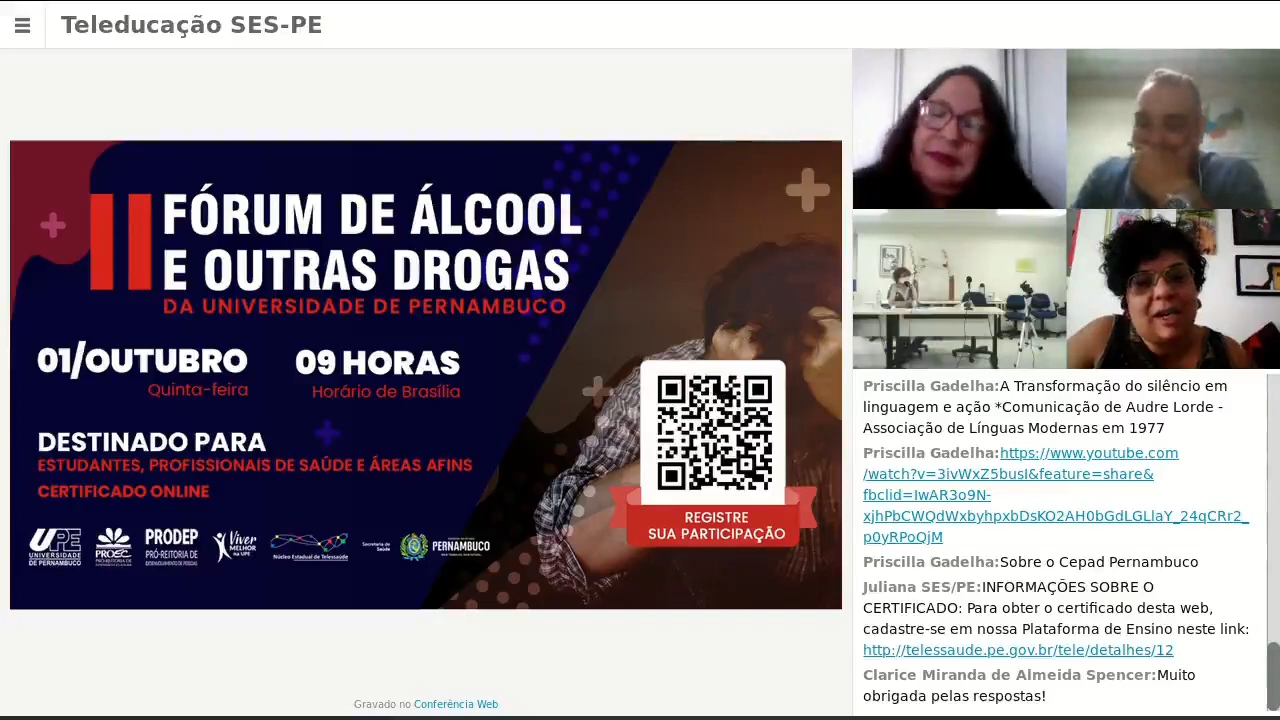 Teleducação SES-PE
II FÓRUM DE ÁLCOOL
E OUTRAS DROGAS
DA UNIVERSIDADE DE PERNAMBUCO
01/OUTUBRO
Quinta-feira
09 HORAS
Horário de Brasília
DESTINADO PARA
ESTUDANTES, PROFISSIONAIS DE SAÚDE E ÁREAS AFINS
CERTIFICADO ONLINE
UPE
UNIVERSIDADE
DE PERNAMBUCO
PROEC
PRODEP
PRÓ-REITORIA DE
DESENVOLVIMENTO DE PESSOAS
Viver
MELHOR
na UPE
Núcleo Estadual de Telessaúde
Secretaria de
Saúde
PERNAMBUCO
REGISTRE
SUA PARTICIPAÇÃO
Gravado no Conferência Web
Priscilla Gadelha:A Transformação do silêncio em
linguagem e ação *Comunicação de Audre Lorde -
Associação de Línguas Modernas em 1977
Priscilla Gadelha:https://www.youtube.com
/watch?v=3ivWxZ5busI&feature=share&
fbclid=IwAR3o9N-
xjhPbCWQdWxbyhpxbDsKO2AH0bGdLGLlaY_24qCRr2_
p0yRPoQjM
Priscilla Gadelha:Sobre o Cepad Pernambuco
Juliana SES/PE:INFORMAÇÕES SOBRE O
CERTIFICADO: Para obter o certificado desta web,
cadastre-se em nossa Plataforma de Ensino neste link:
http://telessaude.pe.gov.br/tele/detalhes/12
Clarice Miranda de Almeida Spencer:Muito
obrigada pelas respostas!